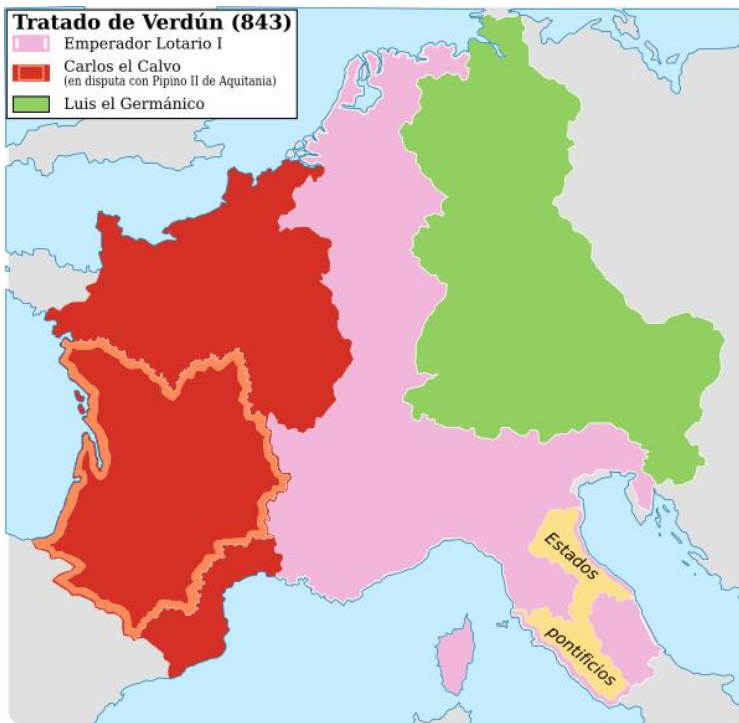 Tratado de Verdún (843)
Emperador Lotario I
Carlos el Calvo
(en disputa con Pipino II de Aquitania)
Luis el Germánico
Estados
pontificios